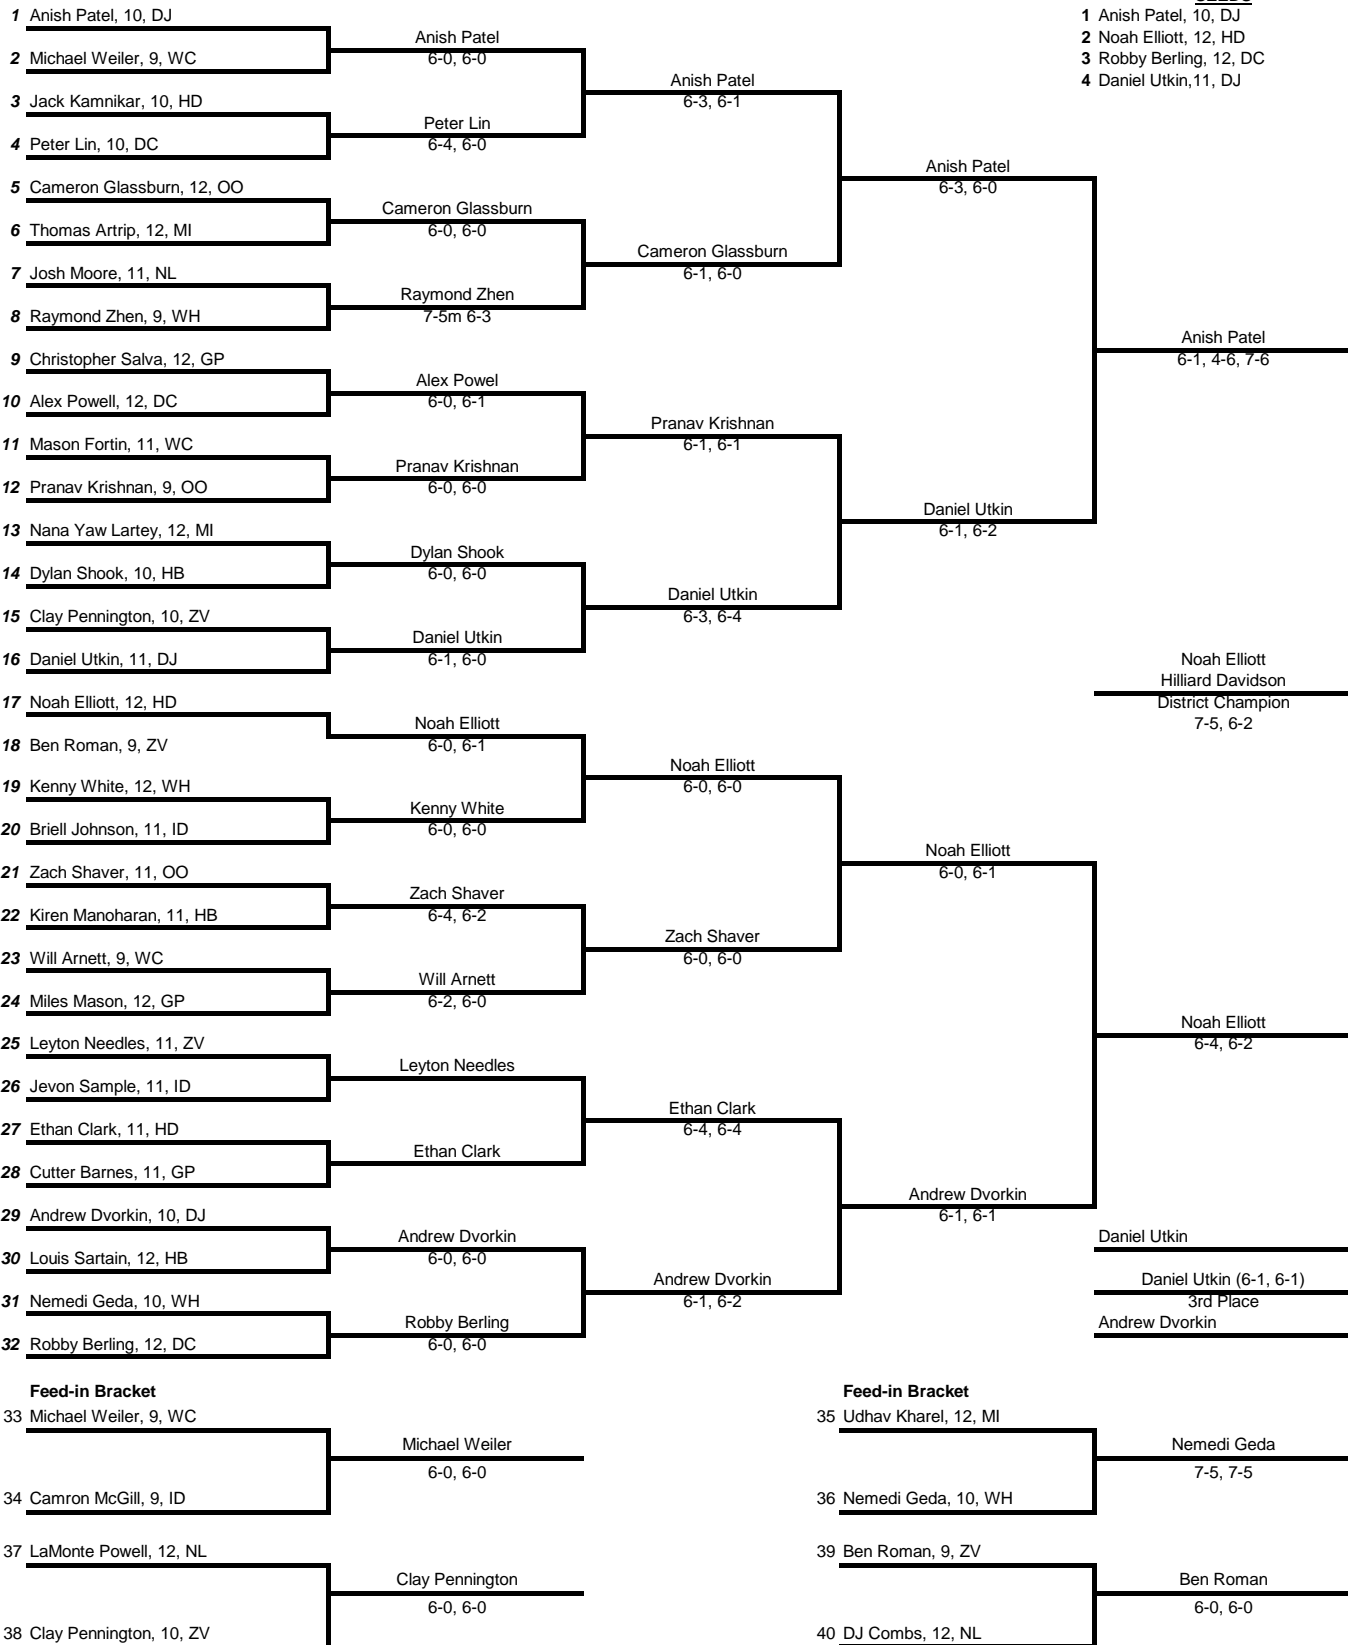 SEEDS
1 Anish Patel, 10, DJ
2 Noah Elliott, 12, HD
3 Robby Berling, 12, DC
4 Daniel Utkin,11, DJ
1 Anish Patel, 10, DJ
2 Michael Weiler, 9, WC
3 Jack Kamnikar, 10, HD
4 Peter Lin, 10, DC
5 Cameron Glassburn, 12, OO
6 Thomas Artrip, 12, MI
7 Josh Moore, 11, NL
8 Raymond Zhen, 9, WH
9 Christopher Salva, 12, GP
10 Alex Powell, 12, DC
11 Mason Fortin, 11, WC
12 Pranav Krishnan, 9, OO
13 Nana Yaw Lartey, 12, MI
14 Dylan Shook, 10, HB
15 Clay Pennington, 10, ZV
16 Daniel Utkin, 11, DJ
17 Noah Elliott, 12, HD
18 Ben Roman, 9, ZV
19 Kenny White, 12, WH
20 Briell Johnson, 11, ID
21 Zach Shaver, 11, OO
22 Kiren Manoharan, 11, HB
23 Will Arnett, 9, WC
24 Miles Mason, 12, GP
25 Leyton Needles, 11, ZV
26 Jevon Sample, 11, ID
27 Ethan Clark, 11, HD
28 Cutter Barnes, 11, GP
29 Andrew Dvorkin, 10, DJ
30 Louis Sartain, 12, HB
31 Nemedi Geda, 10, WH
32 Robby Berling, 12, DC
Anish Patel
6-0, 6-0
Peter Lin
6-4, 6-0
Cameron Glassburn
6-0, 6-0
Raymond Zhen
7-5m 6-3
Alex Powel
6-0, 6-1
Pranav Krishnan
6-0, 6-0
Dylan Shook
6-0, 6-0
Daniel Utkin
6-1, 6-0
Noah Elliott
6-0, 6-1
Kenny White
6-0, 6-0
Zach Shaver
6-4, 6-2
Will Arnett
6-2, 6-0
Leyton Needles
Ethan Clark
Andrew Dvorkin
6-0, 6-0
Robby Berling
6-0, 6-0
Anish Patel
6-3, 6-1
Cameron Glassburn
6-1, 6-0
Pranav Krishnan
6-1, 6-1
Daniel Utkin
6-3, 6-4
Noah Elliott
6-0, 6-0
Zach Shaver
6-0, 6-0
Ethan Clark
6-4, 6-4
Andrew Dvorkin
6-1, 6-2
Anish Patel
6-3, 6-0
Daniel Utkin
6-1, 6-2
Noah Elliott
6-0, 6-1
Andrew Dvorkin
6-1, 6-1
Anish Patel
6-1, 4-6, 7-6
Noah Elliott
Hilliard Davidson
District Champion
7-5, 6-2
Noah Elliott
6-4, 6-2
Daniel Utkin
Daniel Utkin (6-1, 6-1)
3rd Place
Andrew Dvorkin
Feed-in Bracket
33 Michael Weiler, 9, WC
34 Camron McGill, 9, ID
Michael Weiler
6-0, 6-0
37 LaMonte Powell, 12, NL
38 Clay Pennington, 10, ZV
Clay Pennington
6-0, 6-0
Feed-in Bracket
35 Udhav Kharel, 12, MI
36 Nemedi Geda, 10, WH
Nemedi Geda
7-5, 7-5
39 Ben Roman, 9, ZV
40 DJ Combs, 12, NL
Ben Roman
6-0, 6-0